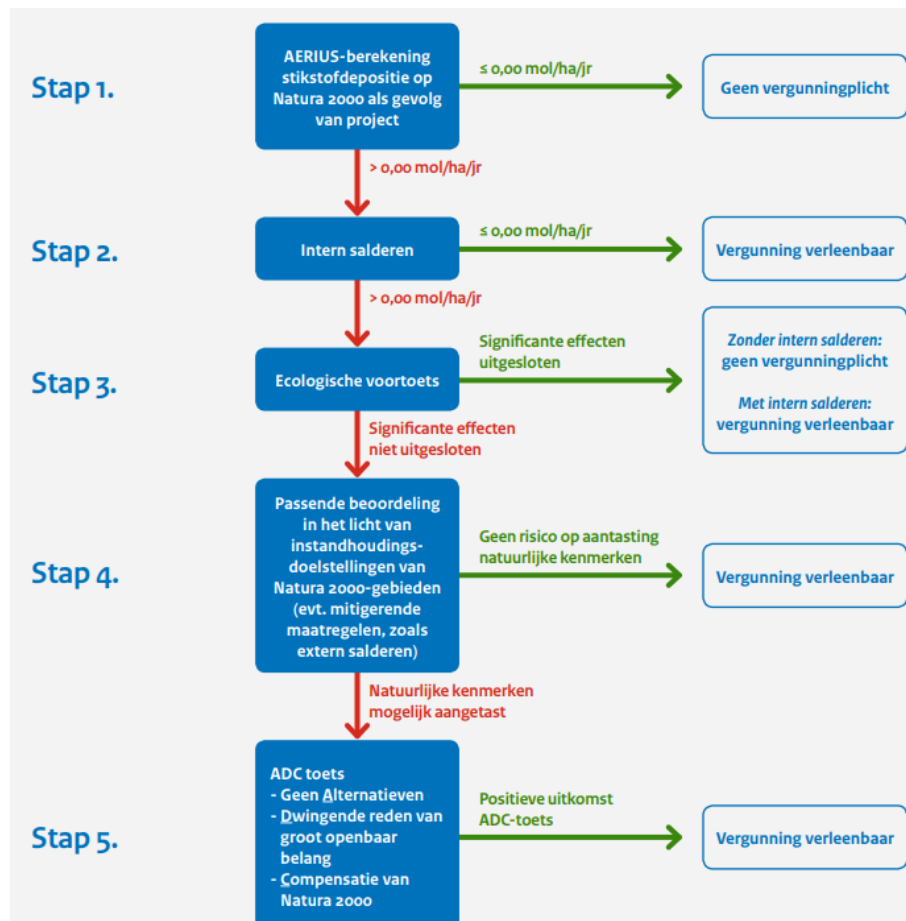 Stap 1.
AERIUS-berekening
stikstofdepositie op
Natura 2000 als gevolg
van project
≤ 0,00 mol/ha/jr
Geen vergunningplicht
> 0,00 mol/ha/jr
Stap 2.
Intern salderen
≤ 0,00 mol/ha/jr
Vergunning verleenbaar
> 0,00 mol/ha/jr
Stap 3.
Ecologische voortoets
Significante effecten
uitgesloten
Zonder intern salderen:
geen vergunningplicht
Met intern salderen:
vergunning verleenbaar
Significante effecten
niet uitgesloten
Stap 4.
Passende beoordeling
in het licht van
instandhoudings-
doelstellingen van
Natura 2000-gebieden
(evt. mitigerende
maatregelen, zoals
extern salderen)
Geen risico op aantasting
natuurlijke kenmerken
Vergunning verleenbaar
Natuurlijke kenmerken
mogelijk aangetast
Stap 5.
ADC toets
- Geen Alternatieven
- Dwingende reden van
groot openbaar
belang
- Compensatie van
Natura 2000
Positieve uitkomst
ADC-toets
Vergunning verleenbaar